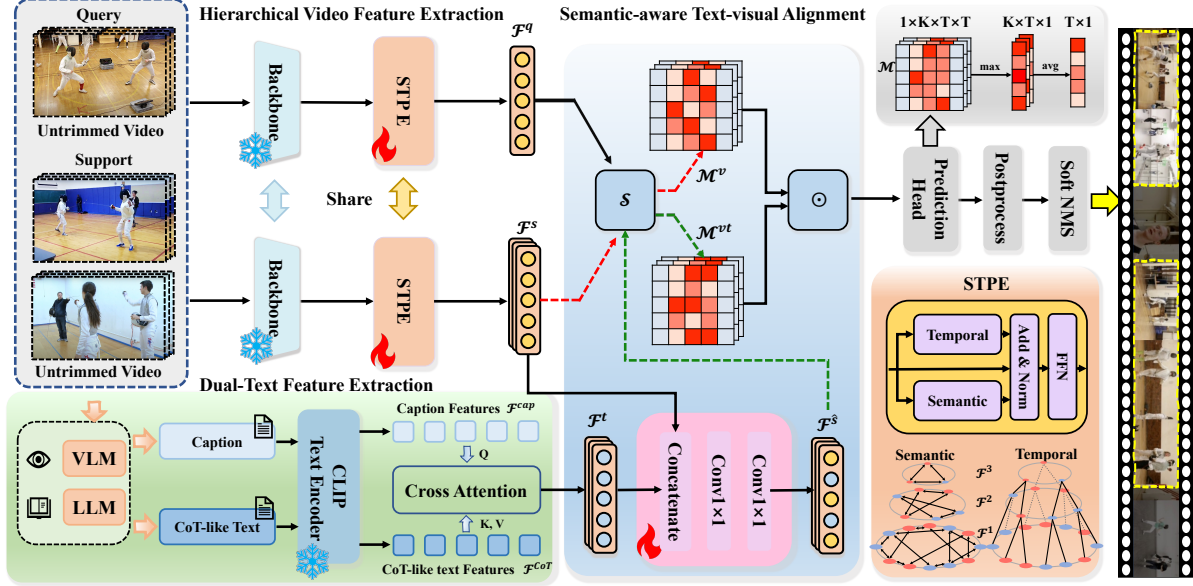 Query
Untrimmed Video
Support
Untrimmed Video
Hierarchical Video Feature Extraction
Backbone
STPE
ℱ^q
Share
Backbone
STPE
ℱ^s
Semantic-aware Text-visual Alignment
𝒮
ℳ^v
ℳ^vt
⊙
1×K×T×T
K×T×1
T×1
ℳ
max
avg
Prediction Head
Postprocess
Soft NMS
Dual-Text Feature Extraction
VLM
LLM
Caption
CoT-like Text
CLIP
Text Encoder
Caption Features ℱ^cap
Q
Cross Attention
K, V
CoT-like text Features ℱ^CoT
ℱ^t
Concatenate
Conv1×1
Conv1×1
ℱ^ŝ
STPE
Temporal
Semantic
Add & Norm
FFN
Semantic
Temporal
ℱ^3
ℱ^2
ℱ^1